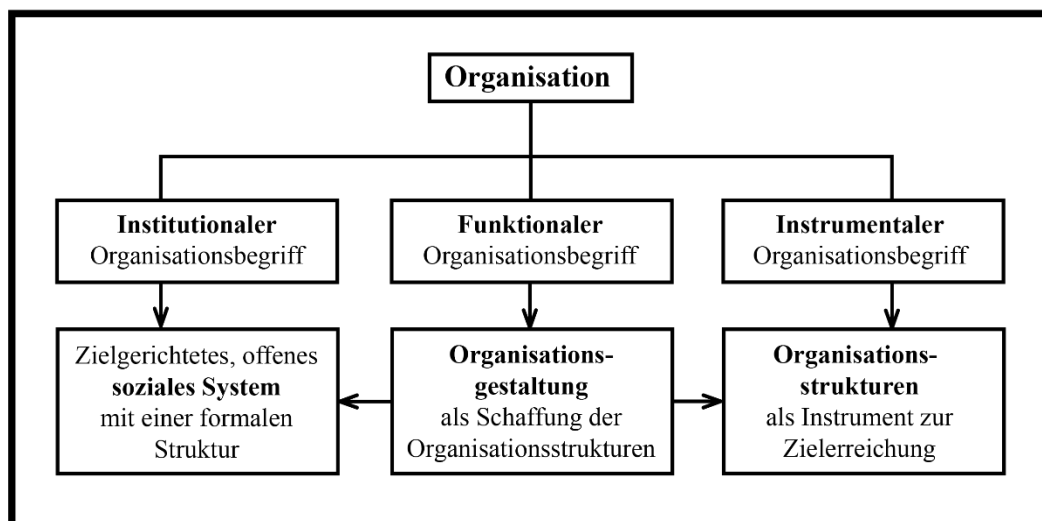 Organisation
Institutionaler
Organisationsbegriff
Funktionaler
Organisationsbegriff
Instrumentaler
Organisationsbegriff
Zielgerichtetes, offenes
soziales System
mit einer formalen
Struktur
Organisations-
gestaltung
als Schaffung der
Organisationsstrukturen
Organisations-
strukturen
als Instrument zur
Zielerreichung